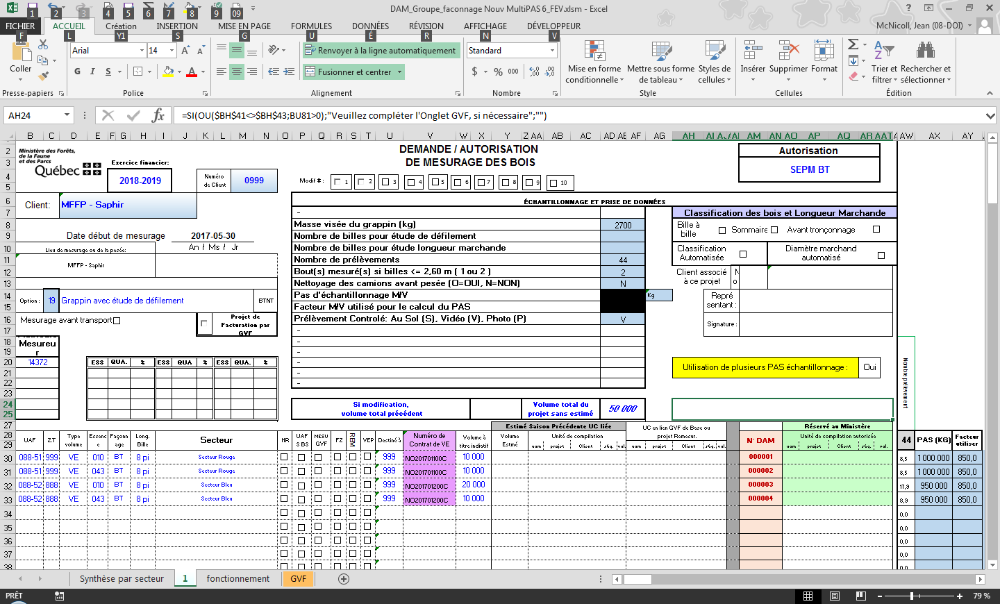 DAM_Groupe_faconnage Nouv MultiPAS 6_FEV.xlsm - Excel
1 2 3 4 5 6 7 8 9 09
FICHIER ACCUEIL Création INSERTION MISE EN PAGE FORMULES DONNÉES RÉVISION AFFICHAGE DÉVELOPPEUR McNicoll, Jean (08-DOI)
F L Y1 S G U É R N V
Arial 14 Renvoyer à la ligne automatiquement Standard
Coller G I S Fusionner et centrer $ % 000
Mise en forme conditionnelle Mettre sous forme de tableau Styles de cellules Insérer Supprimer Format Trier et filtrer Rechercher et sélectionner
Presse-papiers Police Alignement Nombre Style Cellules Édition
AH24 =SI(OU($BH$41<>$BH$43;BU81>0);"Veuillez compléter l'Onglet GVF, si nécessaire";"")
B C D E F G H I J K L M N O P Q R S T U V W X Y Z AA AB AC AD AE AF AG AH AI AJ AM AN AO AP AQ AR AW AX AY
Ministère des Forêts, de la Faune et des Parcs
Québec
Exercice financier:
2018-2019
Numéro de Client 0999
DEMANDE / AUTORISATION
DE MESURAGE DES BOIS
Modif # : 1 2 3 4 5 6 7 8 9 10
Autorisation
SEPM BT
Client: MFFP - Saphir
Date début de mesurage 2017-05-30
An / Ms / Jr
Lieu de mesurage ou de la pesée:
MFFP - Saphir
Option : 19 Grappin avec étude de défilement BTNT
Mesurage avant transport
Projet de Facturation par GVF
Mesureur
14372
ESS QUA. % ESS QUA % ESS QUA. %
ÉCHANTILLONNAGE ET PRISE DE DONNÉES
-
Masse visée du grappin (kg) 2700
Nombre de billes pour étude de défilement
Nombre de billes pour étude longueur marchande
Nombre de prélèvements 44
Bout(s) mesuré(s) si billes <= 2,60 m ( 1 ou 2 ) 2
Nettoyage des camions avant pesée (O=OUI, N=NON) N
Pas d'échantillonnage M/V Kg
Facteur M/V utilisé pour le calcul du PAS
Prélèvement Controlé: Au Sol (S), Vidéo (V), Photo (P) V
-
-
-
-
-
-
Classification des bois et Longueur Marchande
Bille à bille Sommaire Avant tronçonnage
Classification Automatisée Diamètre marchand automatisé
Client associé à ce projet No
Représentant :
Signature :
Utilisation de plusieurs PAS échantillonnage : Oui
Nombre prélèvement
Si modification, volume total précédent Volume total du projet sans estimé 50 000
Estimé Saison Précédente UC liée UC en lien GVF de Base ou projet Remesur. Réservé au Ministère
UAF Z.T Type volume Essence Façonnage Long. Bille Secteur HR UAF S BS MESU GVF FZ REM VEP Destiné à Numéro de Contrat de VE Volume à titre indiatif Volume Estmé Unité de compilation N° DAM Unité de compilation autorisée 44 PAS (KG) Facteur utiliser
uam projet Client séq. val. uam projet Client séq. val. uam projet Client séq. val.
30 088-51 999 VE 010 BT 8 pi Secteur Rouge 999 NO201701100C 10 000 000001 8,5 1 000 000 850,0
31 088-51 999 VE 043 BT 8 pi Secteur Rouge 999 NO201701100C 10 000 000002 8,5 1 000 000 850,0
32 088-52 888 VE 010 BT 8 pi Secteur Bleu 999 NO201701200C 20 000 000003 17,9 950 000 850,0
33 088-52 888 VE 043 BT 8 pi Secteur Bleu 999 NO201701200C 10 000 000004 8,9 950 000 850,0
34 0,0
35 0,0
36 0,0
37 0,0
38 0,0
Synthèse par secteur 1 fonctionnement GVF
PRÊT 79 %